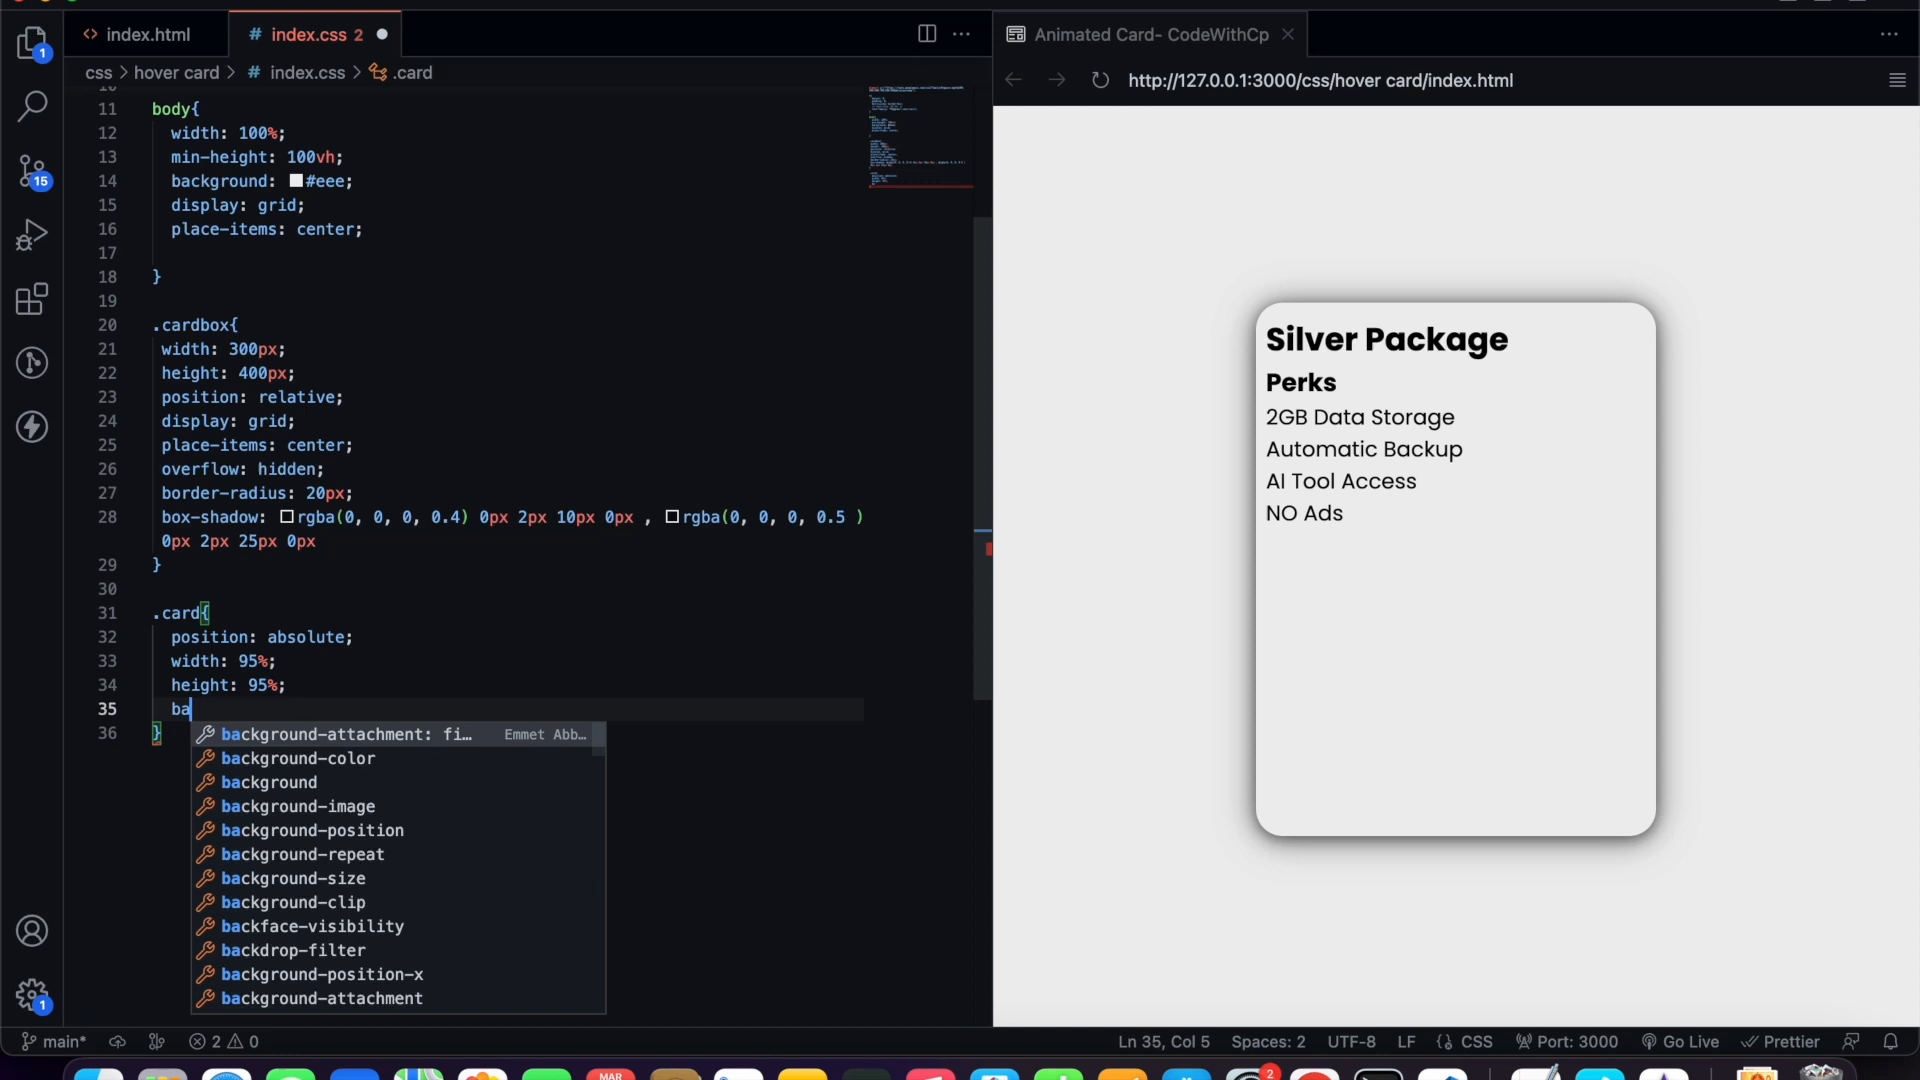 <> index.html
# index.css 2
Animated Card- CodeWithCp
css > hover card > # index.css > .card
http://127.0.0.1:3000/css/hover card/index.html
1
15
1
11 body{
12 width: 100%;
13 min-height: 100vh;
14 background: #eee;
15 display: grid;
16 place-items: center;
17
18 }
19
20 .cardbox{
21 width: 300px;
22 height: 400px;
23 position: relative;
24 display: grid;
25 place-items: center;
26 overflow: hidden;
27 border-radius: 20px;
28 box-shadow: rgba(0, 0, 0, 0.4) 0px 2px 10px 0px , rgba(0, 0, 0, 0.5 )
0px 2px 25px 0px
29 }
30
31 .card{
32 position: absolute;
33 width: 95%;
34 height: 95%;
35 ba
36 }
background-attachment: fi… Emmet Abb…
background-color
background
background-image
background-position
background-repeat
background-size
background-clip
backface-visibility
backdrop-filter
background-position-x
background-attachment
Silver Package
Perks
2GB Data Storage
Automatic Backup
AI Tool Access
NO Ads
main* 2 0
Ln 35, Col 5 Spaces: 2 UTF-8 LF CSS Port: 3000 Go Live Prettier
MAR
2